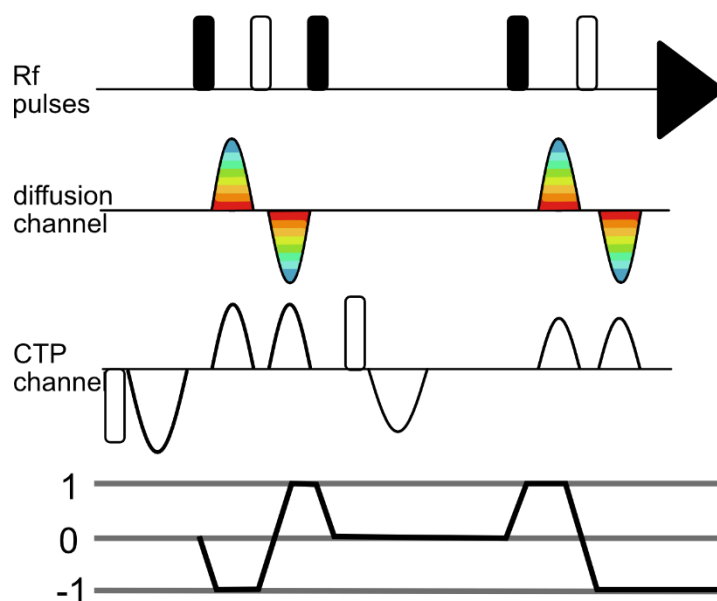 Rf
pulses
diffusion
channel
CTP
channel
1
0
-1